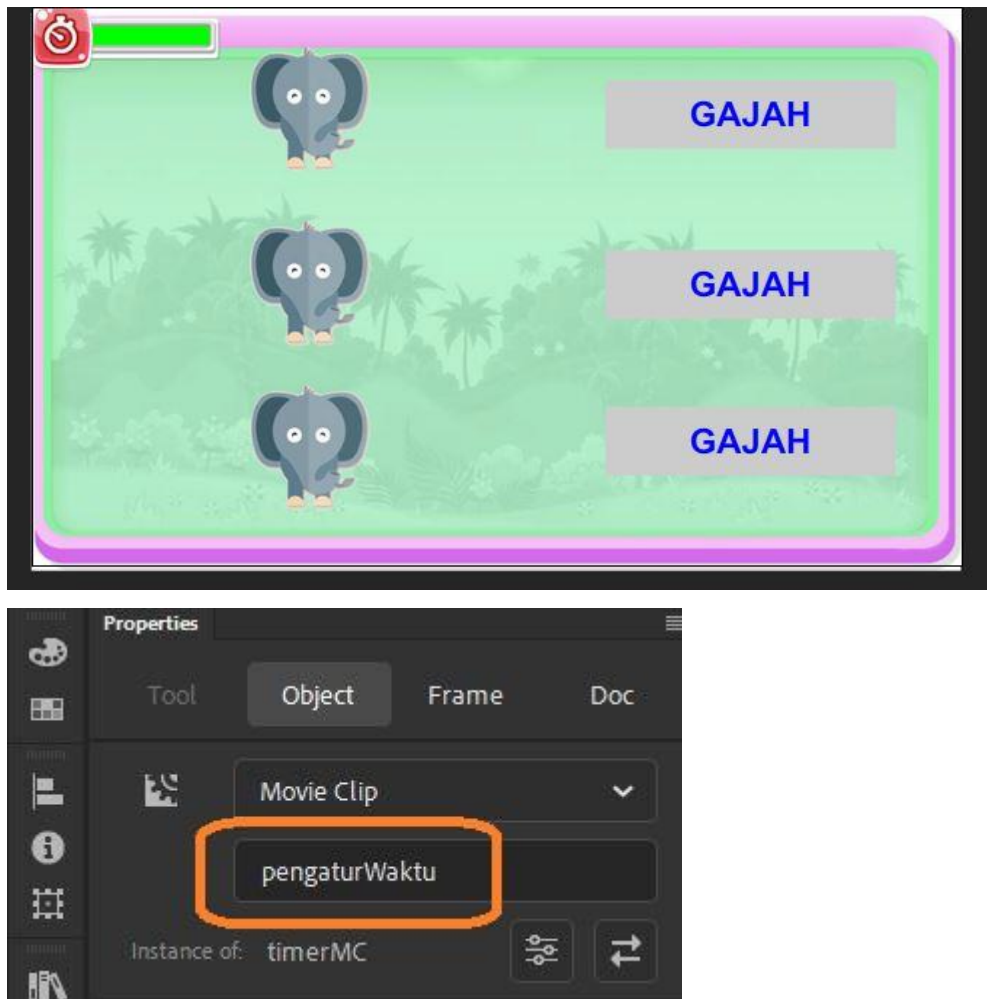 GAJAH
GAJAH
GAJAH
Properties
Tool Object Frame Doc
Movie Clip
pengaturWaktu
Instance of: timerMC